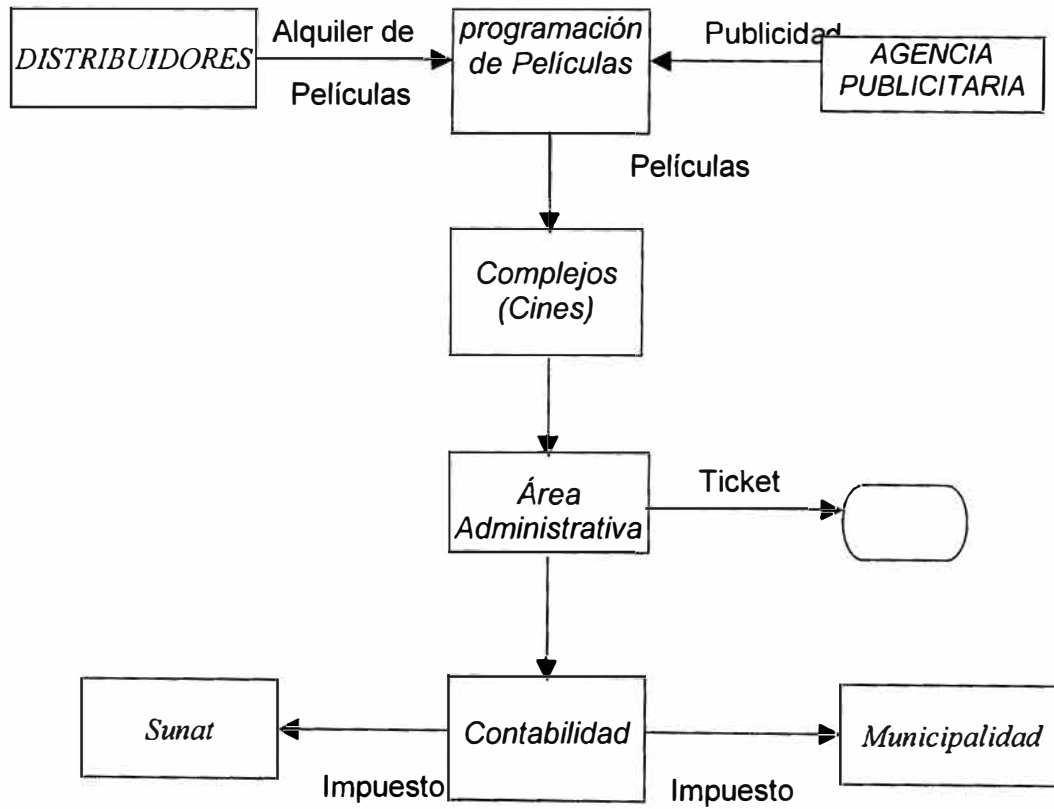 DISTRIBUIDORES
Alquiler de
Películas
programación
de Películas
Publicidad
AGENCIA
PUBLICITARIA
Películas
Complejos
(Cines)
Área
Administrativa
Ticket
Sunat
Impuesto
Contabilidad
Impuesto
Municipalidad